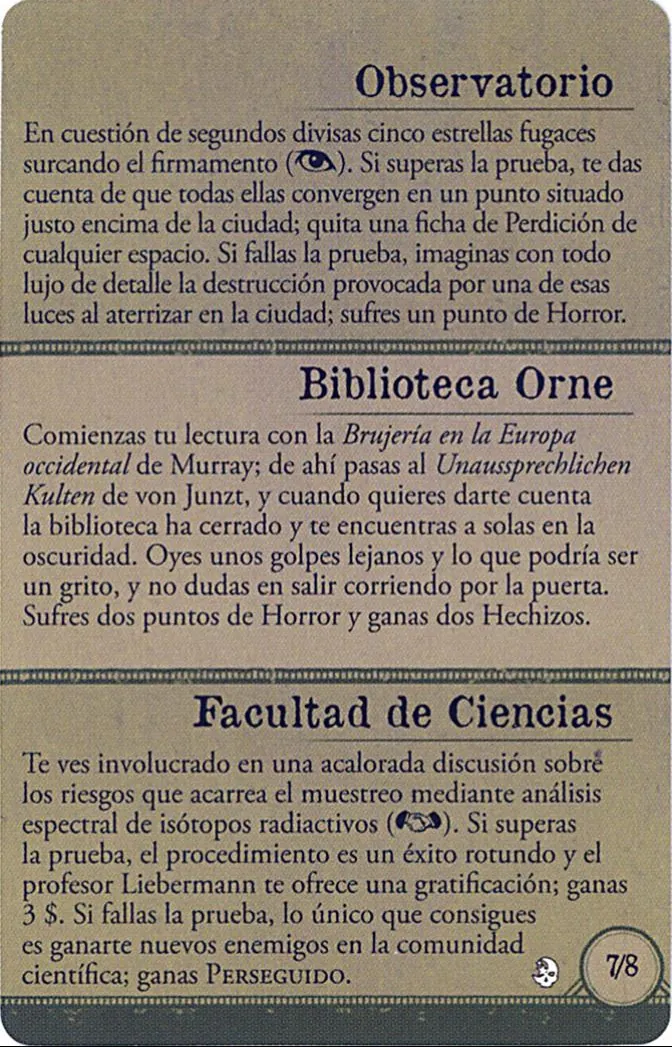 Observatorio
En cuestión de segundos divisas cinco estrellas fugaces
surcando el firmamento (). Si superas la prueba, te das
cuenta de que todas ellas convergen en un punto situado
justo encima de la ciudad; quita una ficha de Perdición de
cualquier espacio. Si fallas la prueba, imaginas con todo
lujo de detalle la destrucción provocada por una de esas
luces al aterrizar en la ciudad; sufres un punto de Horror.
Biblioteca Orne
Comienzas tu lectura con la Brujería en la Europa
occidental de Murray; de ahí pasas al Unaussprechlichen
Kulten de von Junzt, y cuando quieres darte cuenta
la biblioteca ha cerrado y te encuentras a solas en la
oscuridad. Oyes unos golpes lejanos y lo que podría ser
un grito, y no dudas en salir corriendo por la puerta.
Sufres dos puntos de Horror y ganas dos Hechizos.
Facultad de Ciencias
Te ves involucrado en una acalorada discusión sobre
los riesgos que acarrea el muestreo mediante análisis
espectral de isótopos radiactivos (). Si superas
la prueba, el procedimiento es un éxito rotundo y el
profesor Liebermann te ofrece una gratificación; ganas
3 $. Si fallas la prueba, lo único que consigues
es ganarte nuevos enemigos en la comunidad
científica; ganas PERSEGUIDO.
7/8